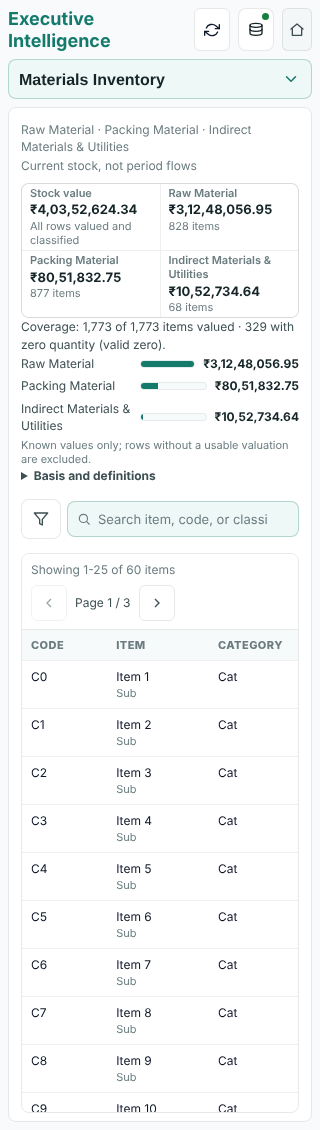 Executive
Intelligence
Materials Inventory
Raw Material · Packing Material · Indirect
Materials & Utilities
Current stock, not period flows
Stock value
₹4,03,52,624.34
All rows valued and
classified
Raw Material
₹3,12,48,056.95
828 items
Packing Material
₹80,51,832.75
877 items
Indirect Materials &
Utilities
₹10,52,734.64
68 items
Coverage: 1,773 of 1,773 items valued · 329 with
zero quantity (valid zero).
Raw Material ₹3,12,48,056.95
Packing Material ₹80,51,832.75
Indirect Materials &
Utilities ₹10,52,734.64
Known values only; rows without a usable valuation
are excluded.
Basis and definitions
Search item, code, or classi
Showing 1-25 of 60 items
Page 1 / 3
CODE ITEM CATEGORY
C0 Item 1 Cat
Sub
C1 Item 2 Cat
Sub
C2 Item 3 Cat
Sub
C3 Item 4 Cat
Sub
C4 Item 5 Cat
Sub
C5 Item 6 Cat
Sub
C6 Item 7 Cat
Sub
C7 Item 8 Cat
Sub
C8 Item 9 Cat
Sub
C9 Item 10 Cat